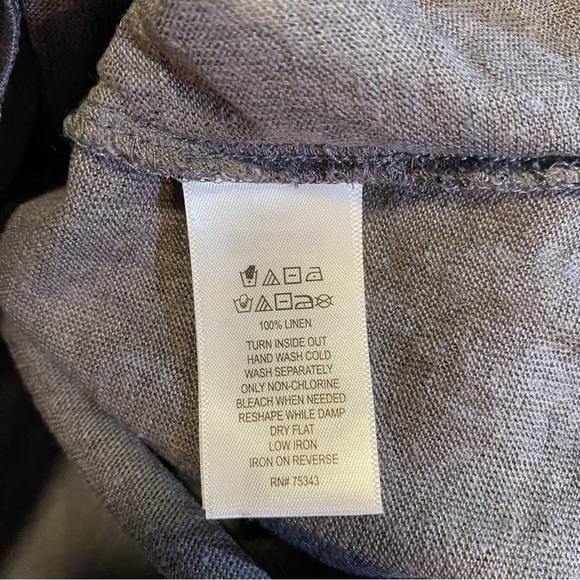 100% LINEN
TURN INSIDE OUT
HAND WASH COLD
WASH SEPARATELY
ONLY NON-CHLORINE
BLEACH WHEN NEEDED
RESHAPE WHILE DAMP
DRY FLAT
LOW IRON
IRON ON REVERSE
RN# 75343